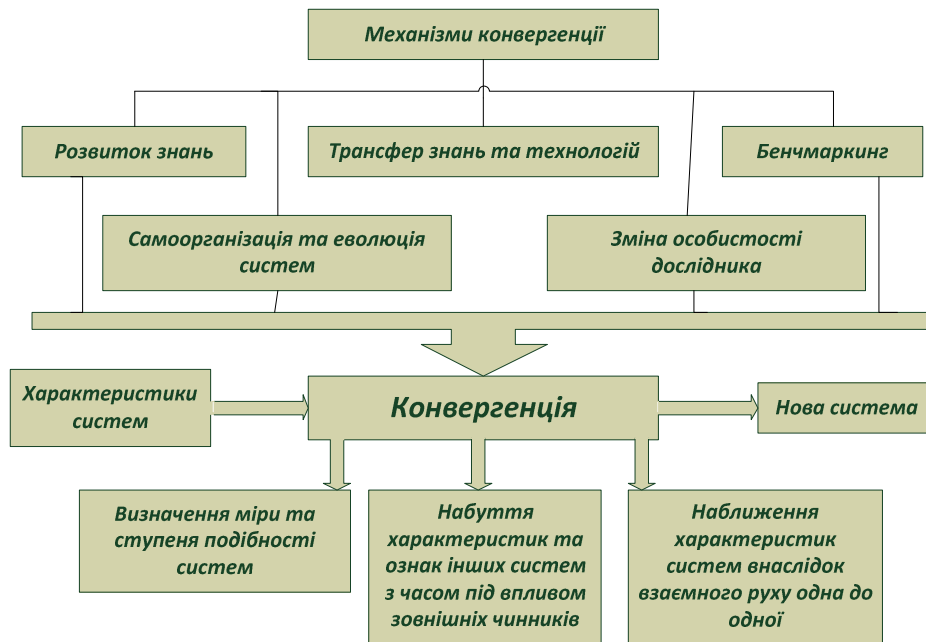 Механізми конвергенції
Розвиток знань
Трансфер знань та технологій
Бенчмаркинг
Самоорганізація та еволюція
систем
Зміна особистості
дослідника
Характеристики
систем
Конвергенція
Нова система
Визначення міри та
ступеня подібності
систем
Набуття
характеристик та
ознак інших систем
з часом під впливом
зовнішніх чинників
Наближення
характеристик
систем внаслідок
взаємного руху одна до
одної